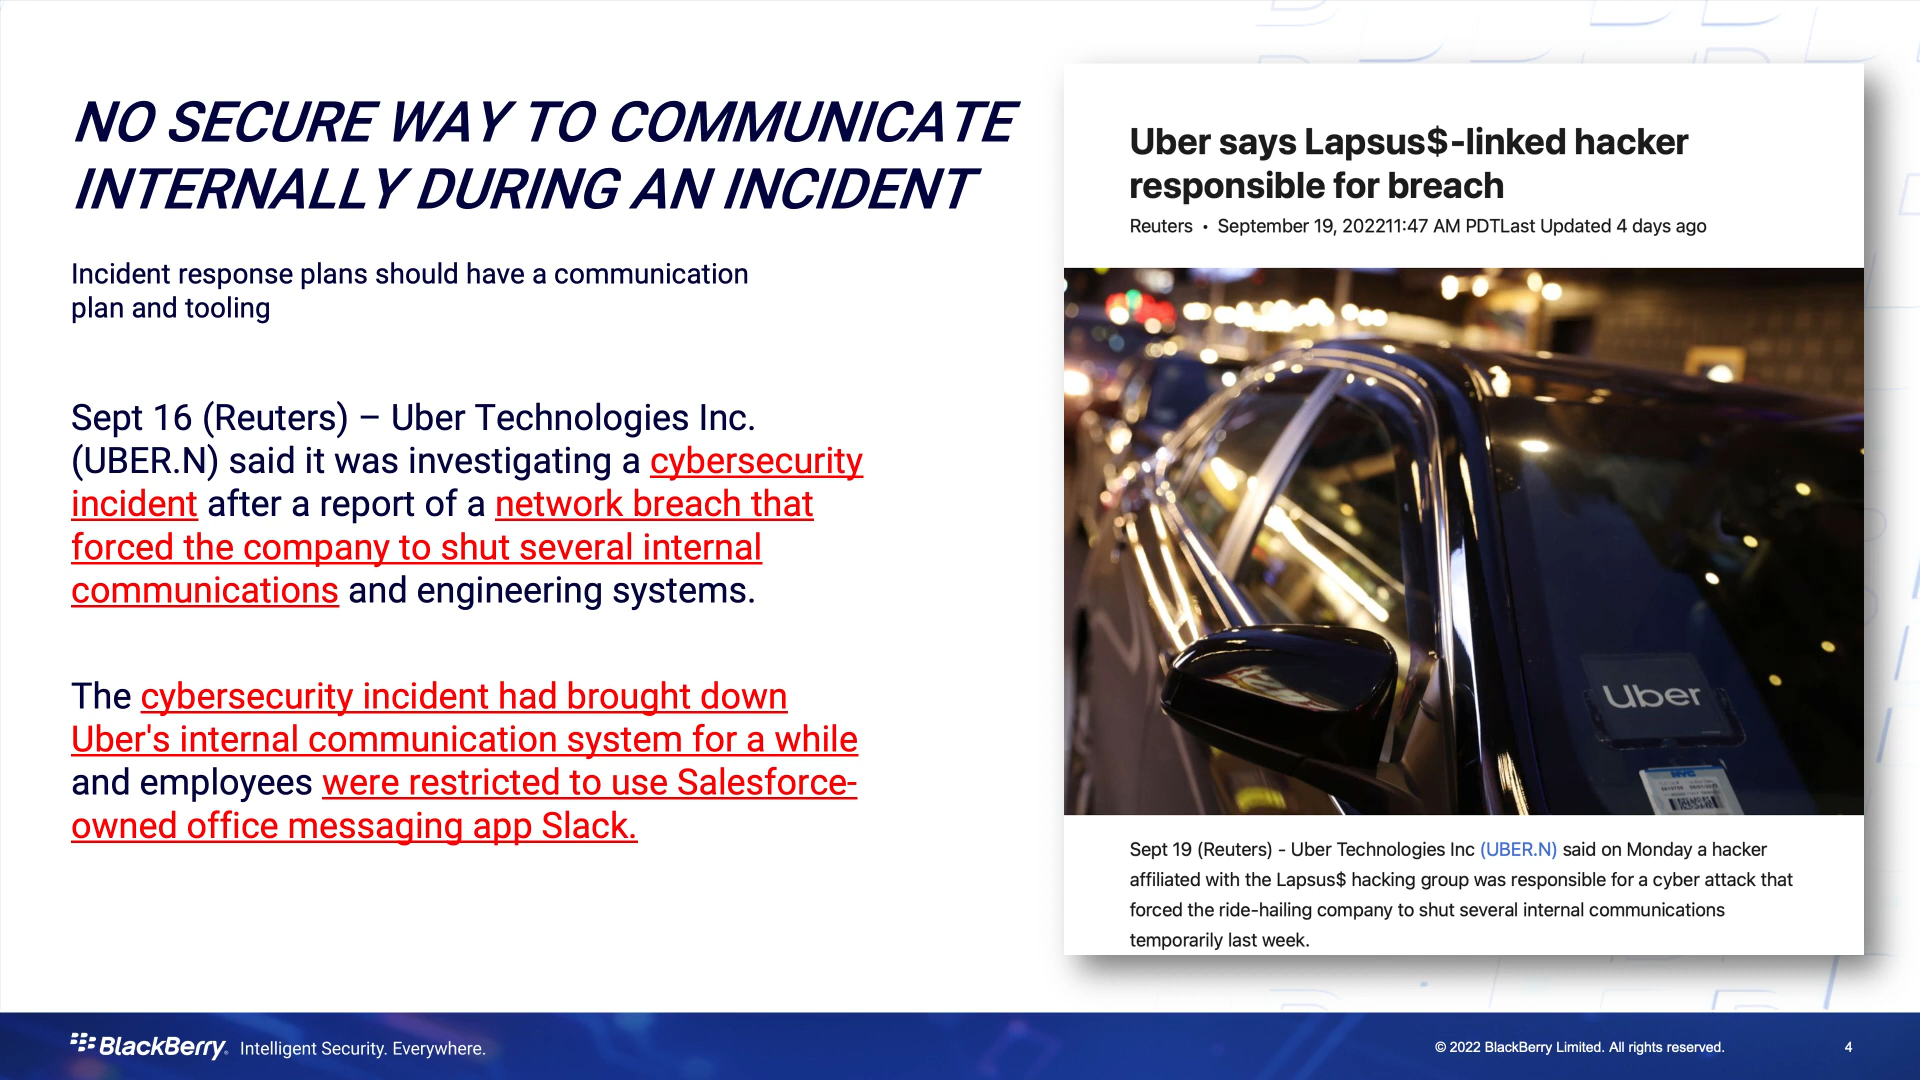 NO SECURE WAY TO COMMUNICATE
INTERNALLY DURING AN INCIDENT
Incident response plans should have a communication
plan and tooling
Sept 16 (Reuters) – Uber Technologies Inc.
(UBER.N) said it was investigating a cybersecurity
incident after a report of a network breach that
forced the company to shut several internal
communications and engineering systems.
The cybersecurity incident had brought down
Uber's internal communication system for a while
and employees were restricted to use Salesforce-
owned office messaging app Slack.
Uber says Lapsus$-linked hacker
responsible for breach
Reuters • September 19, 202211:47 AM PDTLast Updated 4 days ago
Uber
NYC
Sept 19 (Reuters) - Uber Technologies Inc (UBER.N) said on Monday a hacker
affiliated with the Lapsus$ hacking group was responsible for a cyber attack that
forced the ride-hailing company to shut several internal communications
temporarily last week.
BlackBerry. Intelligent Security. Everywhere.
© 2022 BlackBerry Limited. All rights reserved.
4